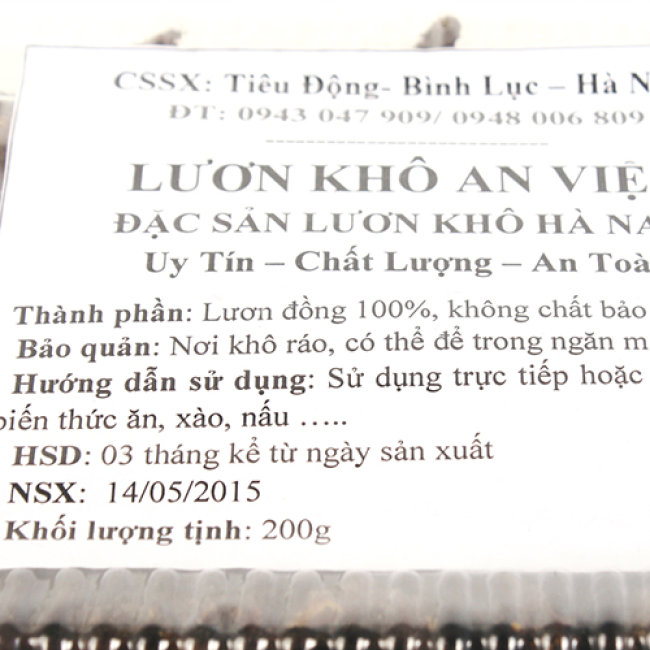 CSSX: Tiêu Động- Bình Lục – Hà N
ĐT: 0943 047 909/ 0948 006 809
LƯƠN KHÔ AN VIỆ
ĐẶC SẢN LƯƠN KHÔ HÀ NA
Uy Tín – Chất Lượng – An Toà
Thành phần: Lươn đồng 100%, không chất bảo
Bảo quản: Nơi khô ráo, có thể để trong ngăn m
Hướng dẫn sử dụng: Sử dụng trực tiếp hoặc
biến thức ăn, xào, nấu …..
HSD: 03 tháng kể từ ngày sản xuất
NSX: 14/05/2015
Khối lượng tịnh: 200g